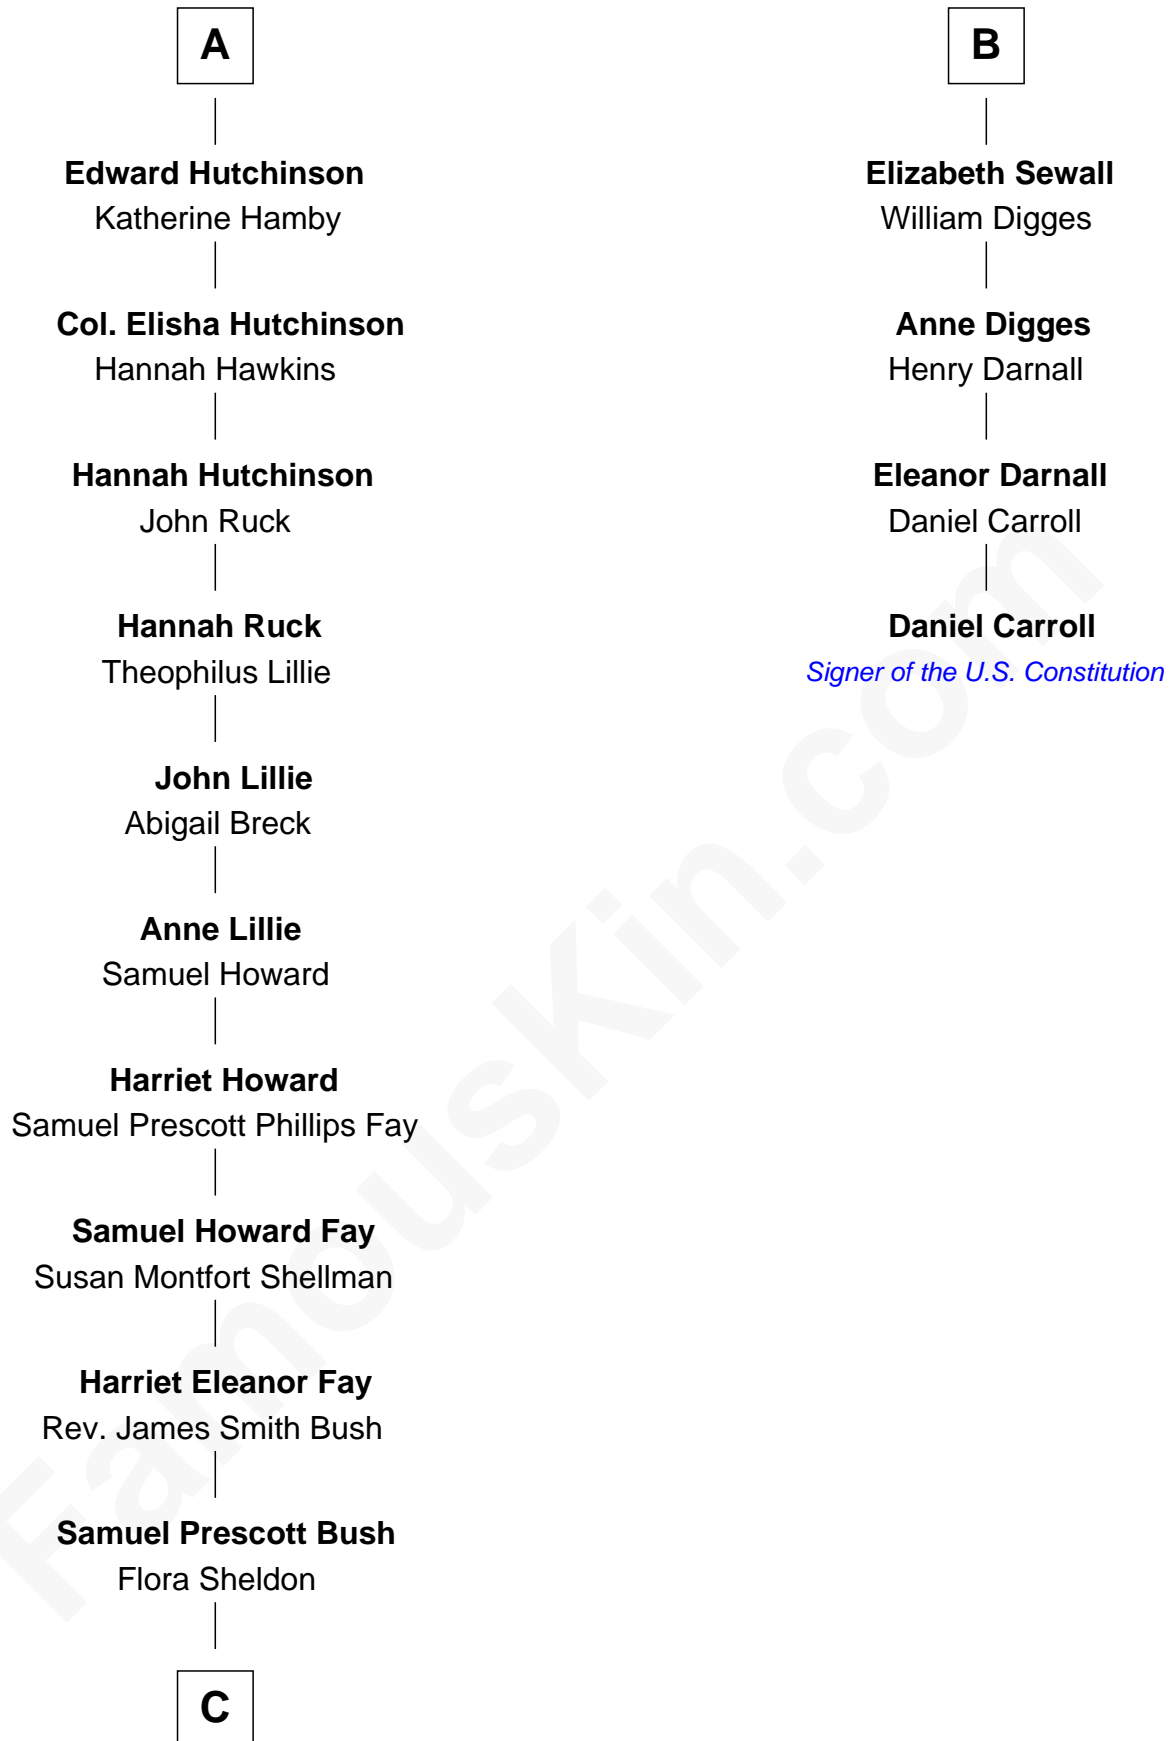 A
Edward Hutchinson
Katherine Hamby
Col. Elisha Hutchinson
Hannah Hawkins
Hannah Hutchinson
John Ruck
Hannah Ruck
Theophilus Lillie
John Lillie
Abigail Breck
Anne Lillie
Samuel Howard
Harriet Howard
Samuel Prescott Phillips Fay
Samuel Howard Fay
Susan Montfort Shellman
Harriet Eleanor Fay
Rev. James Smith Bush
Samuel Prescott Bush
Flora Sheldon
C
B
Elizabeth Sewall
William Digges
Anne Digges
Henry Darnall
Eleanor Darnall
Daniel Carroll
Daniel Carroll
Signer of the U.S. Constitution
FamousKin.com